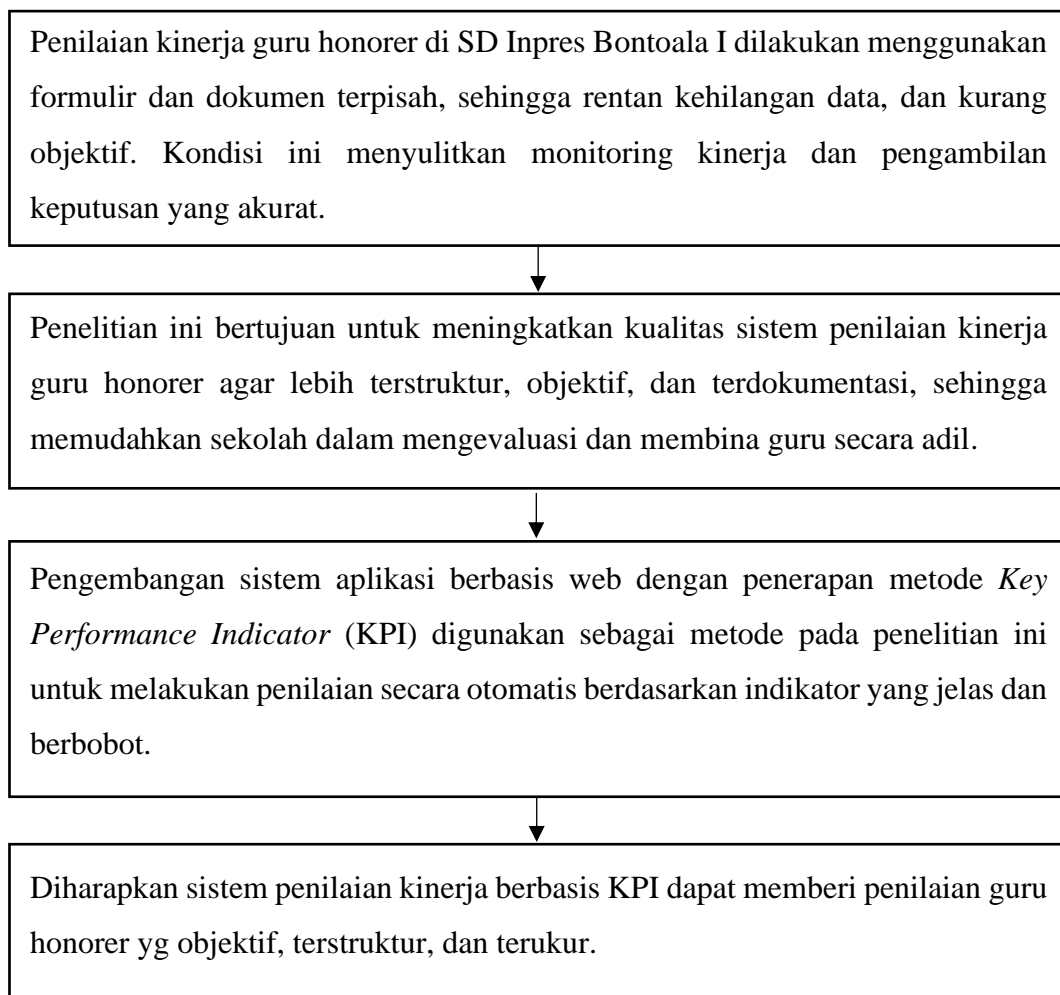 Penilaian kinerja guru honorer di SD Inpres Bontoala I dilakukan menggunakan
formulir dan dokumen terpisah, sehingga rentan kehilangan data, dan kurang
objektif. Kondisi ini menyulitkan monitoring kinerja dan pengambilan
keputusan yang akurat.
Penelitian ini bertujuan untuk meningkatkan kualitas sistem penilaian kinerja
guru honorer agar lebih terstruktur, objektif, dan terdokumentasi, sehingga
memudahkan sekolah dalam mengevaluasi dan membina guru secara adil.
Pengembangan sistem aplikasi berbasis web dengan penerapan metode Key
Performance Indicator (KPI) digunakan sebagai metode pada penelitian ini
untuk melakukan penilaian secara otomatis berdasarkan indikator yang jelas dan
berbobot.
Diharapkan sistem penilaian kinerja berbasis KPI dapat memberi penilaian guru
honorer yg objektif, terstruktur, dan terukur.